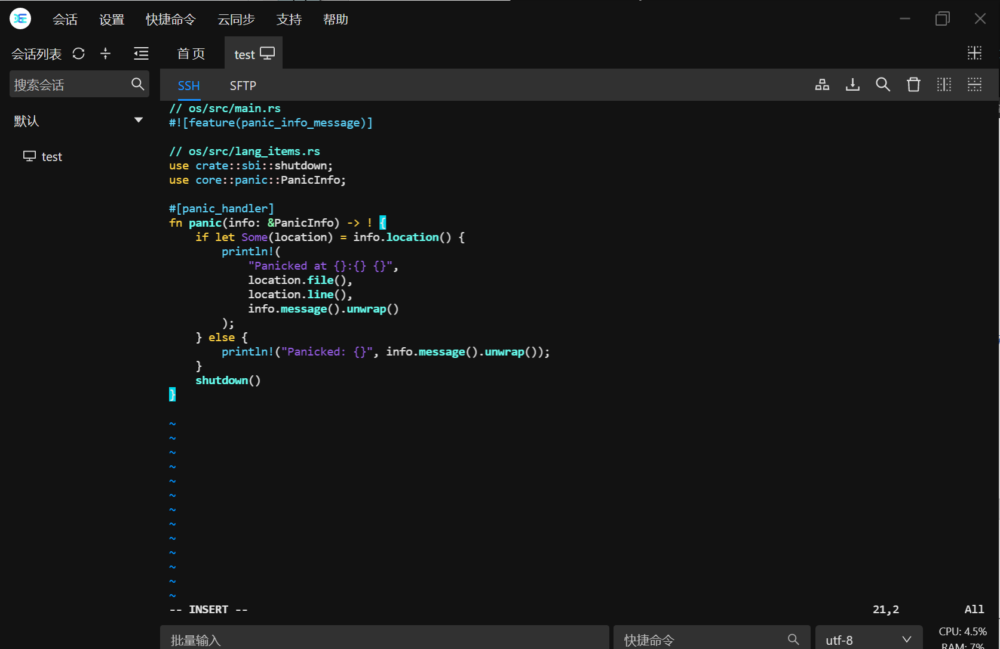 会话 设置 快捷命令 云同步 支持 帮助
会话列表 首页 test
搜索会话 SSH SFTP
默认
test
// os/src/main.rs
#![feature(panic_info_message)]
// os/src/lang_items.rs
use crate::sbi::shutdown;
use core::panic::PanicInfo;
#[panic_handler]
fn panic(info: &PanicInfo) -> ! {
    if let Some(location) = info.location() {
        println!(
            "Panicked at {}:{} {}",
            location.file(),
            location.line(),
            info.message().unwrap()
        );
    } else {
        println!("Panicked: {}", info.message().unwrap());
    }
    shutdown()
}
~
~
~
~
~
~
~
~
~
~
~
~
~
-- INSERT -- 21,2 All
批量输入 快捷命令 utf-8 CPU: 4.5%
RAM: 7%